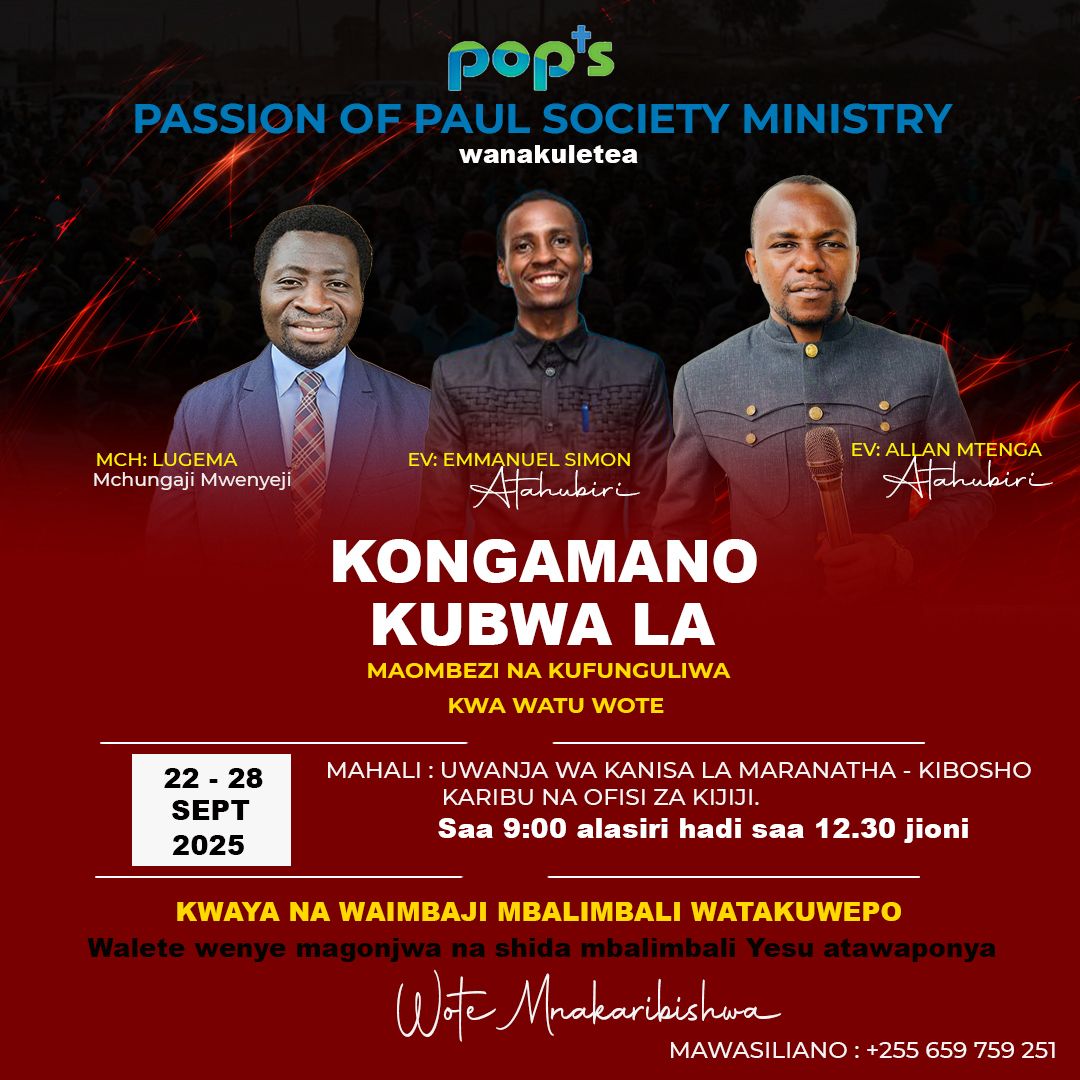 pop's
PASSION OF PAUL SOCIETY MINISTRY
wanakuletea
MCH: LUGEMA
Mchungaji Mwenyeji
EV: EMMANUEL SIMON
Atahubiri
EV: ALLAN MTENGA
Atahubiri
KONGAMANO
KUBWA LA
MAOMBEZI NA KUFUNGULIWA
KWA WATU WOTE
22 - 28
SEPT
2025
MAHALI : UWANJA WA KANISA LA MARANATHA - KIBOSHO
KARIBU NA OFISI ZA KIJIJI.
Saa 9:00 alasiri hadi saa 12.30 jioni
KWAYA NA WAIMBAJI MBALIMBALI WATAKUWEPO
Walete wenye magonjwa na shida mbalimbali Yesu atawaponya
Wote Mnakaribishwa
MAWASILIANO : +255 659 759 251